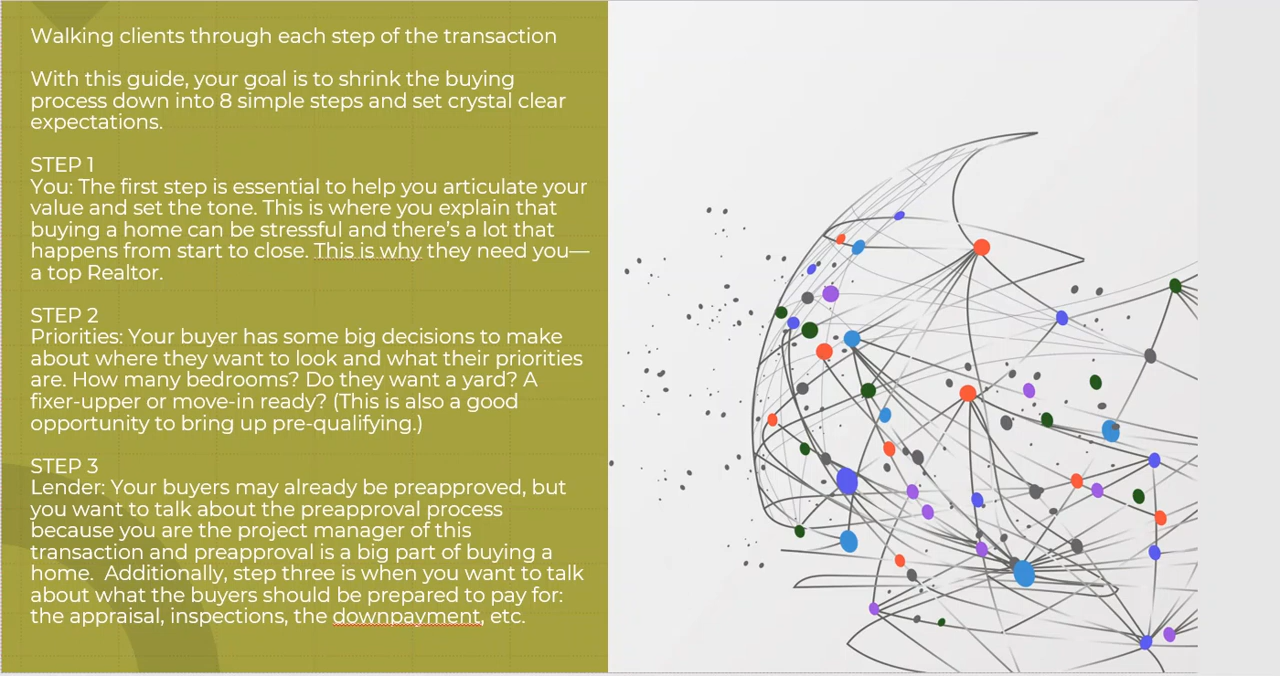 Walking clients through each step of the transaction
With this guide, your goal is to shrink the buying
process down into 8 simple steps and set crystal clear
expectations.
STEP 1
You: The first step is essential to help you articulate your
value and set the tone. This is where you explain that
buying a home can be stressful and there's a lot that
happens from start to close. This is why they need you—
a top Realtor.
STEP 2
Priorities: Your buyer has some big decisions to make
about where they want to look and what their priorities
are. How many bedrooms? Do they want a yard? A
fixer-upper or move-in ready? (This is also a good
opportunity to bring up pre-qualifying.)
STEP 3
Lender: Your buyers may already be preapproved, but
you want to talk about the preapproval process
because you are the project manager of this
transaction and preapproval is a big part of buying a
home.  Additionally, step three is when you want to talk
about what the buyers should be prepared to pay for:
the appraisal, inspections, the downpayment, etc.